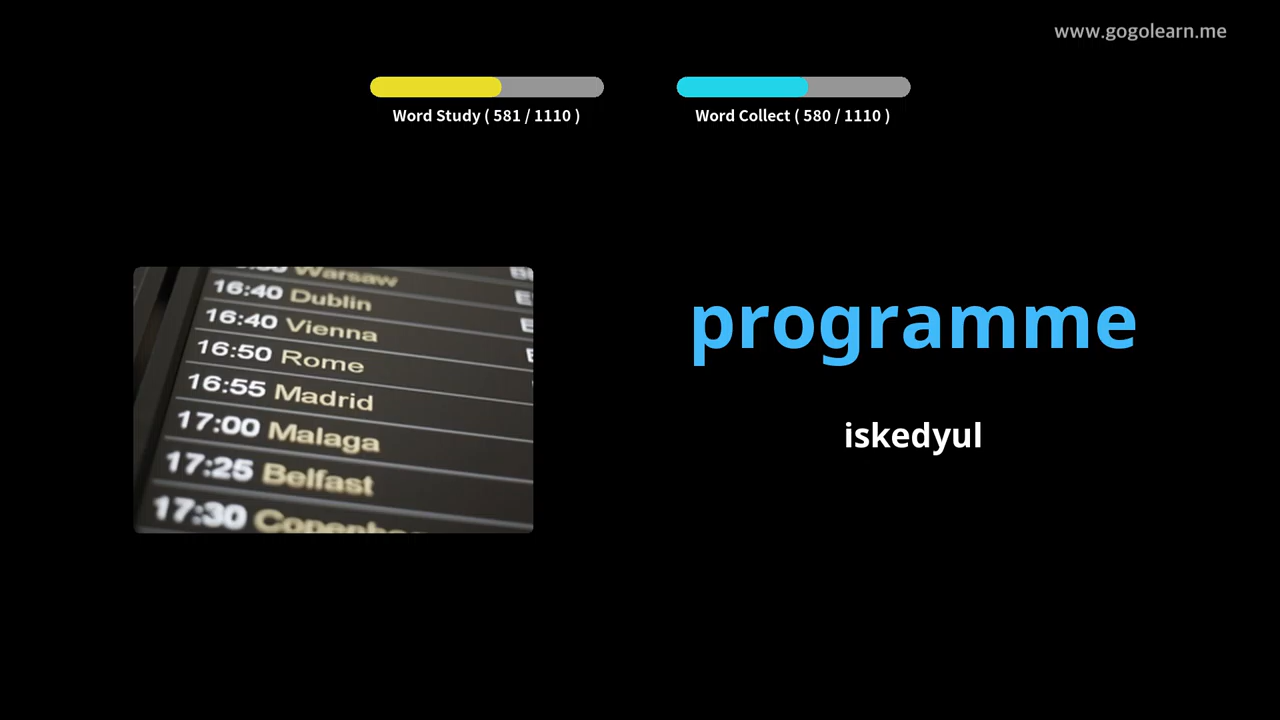 www.gogolearn.me
Word Study ( 581 / 1110 )
Word Collect ( 580 / 1110 )
Warsaw
16:40 Dublin
16:40 Vienna
16:50 Rome
16:55 Madrid
17:00 Malaga
17:25 Belfast
17:30
programme
iskedyul